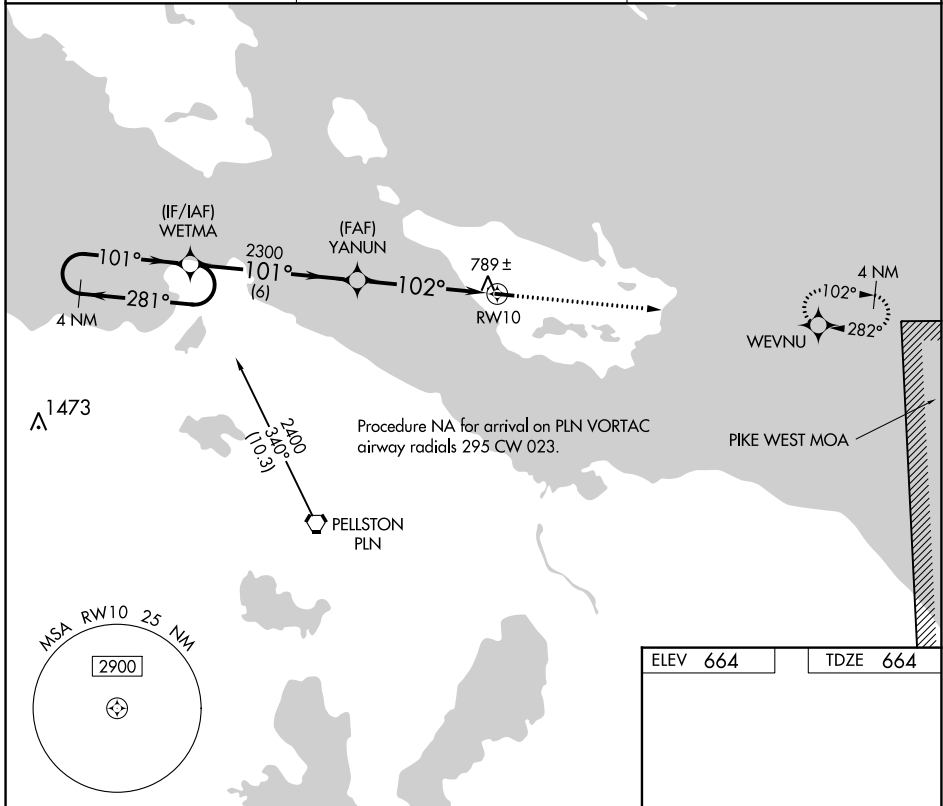 (IF/IAF)
WETMA
(FAF)
YANUN
101°
281°
4 NM
2300
101°
(6)
102°
789 ±
RW10
4 NM
102°
282°
WEVNU
1473
2400
340°
(10.3)
Procedure NA for arrival on PLN VORTAC
airway radials 295 CW 023.
PIKE WEST MOA
PELLSTON
PLN
MSA RW10 25 NM
2900
ELEV 664
TDZE 664